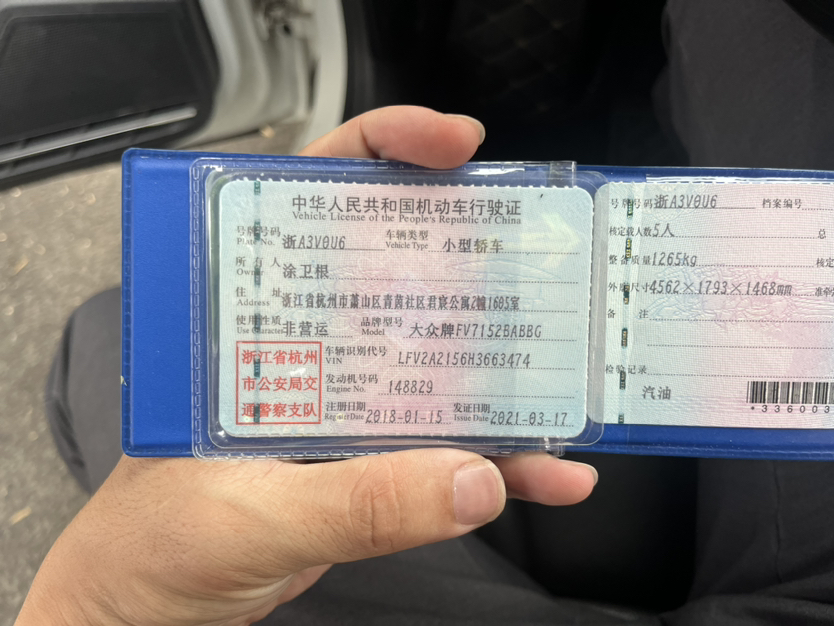 中华人民共和国机动车行驶证
Vehicle License of the People's Republic of China
号牌号码 Plate No. 浙A3V0U6 车辆类型 Vehicle Type 小型轿车
所有人 Owner 涂卫根
住址 Address 浙江省杭州市萧山区青茵社区君宸公寓2幢1605室
使用性质 Use Character 非营运 品牌型号 Model 大众牌FV7152BABBG
浙江省杭州市公安局交通警察支队
车辆识别代号 VIN LFV2A2156H3663474
发动机号码 Engine No. 148829
注册日期 Register Date 2018-01-15 发证日期 Issue Date 2021-03-17
号牌号码 浙A3V0U6 档案编号
核定载人数 5人 总
整备质量 1265kg 核定
外廓尺寸 4562×1793×1468mm 准牵
备注
检验记录
汽油
*336003